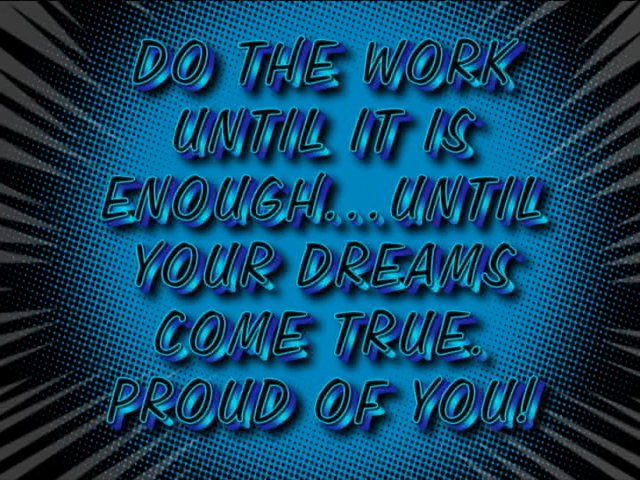 DO THE WORK
UNTIL IT IS
ENOUGH...UNTIL
YOUR DREAMS
COME TRUE.
PROUD OF YOU!